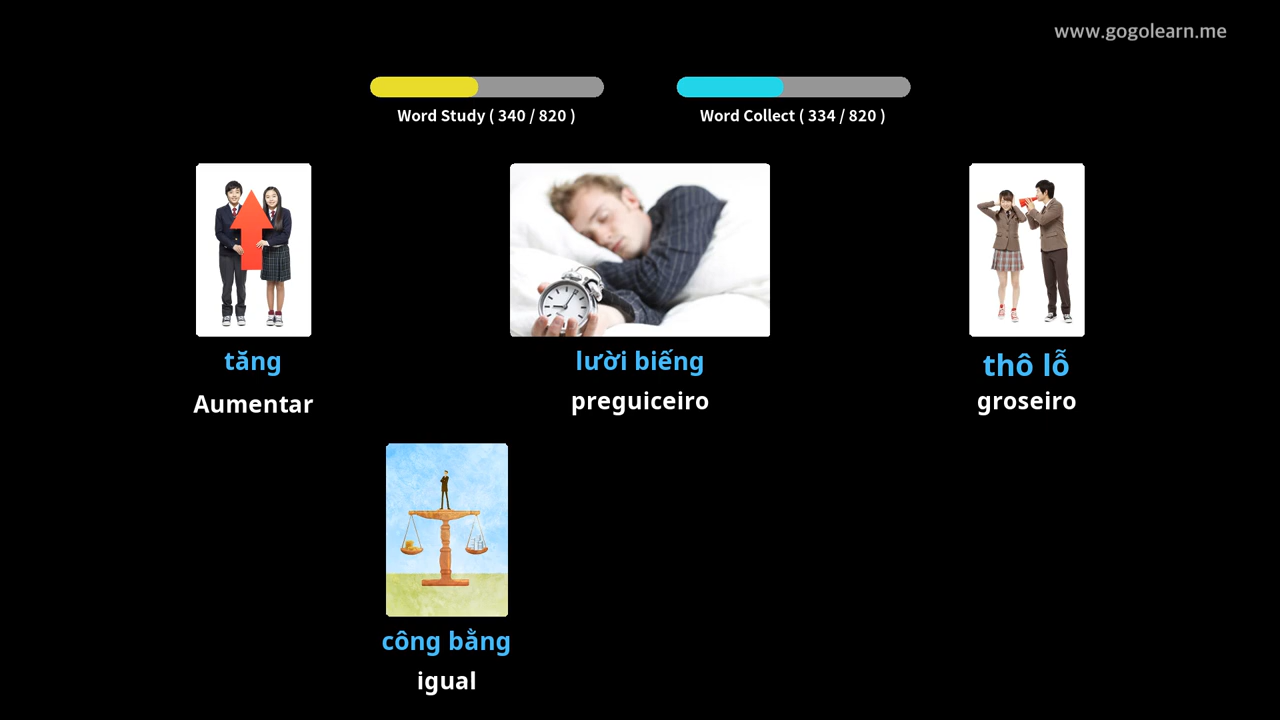 www.gogolearn.me
Word Study ( 340 / 820 )
Word Collect ( 334 / 820 )
tăng
Aumentar
lười biếng
preguiceiro
thô lỗ
groseiro
công bằng
igual